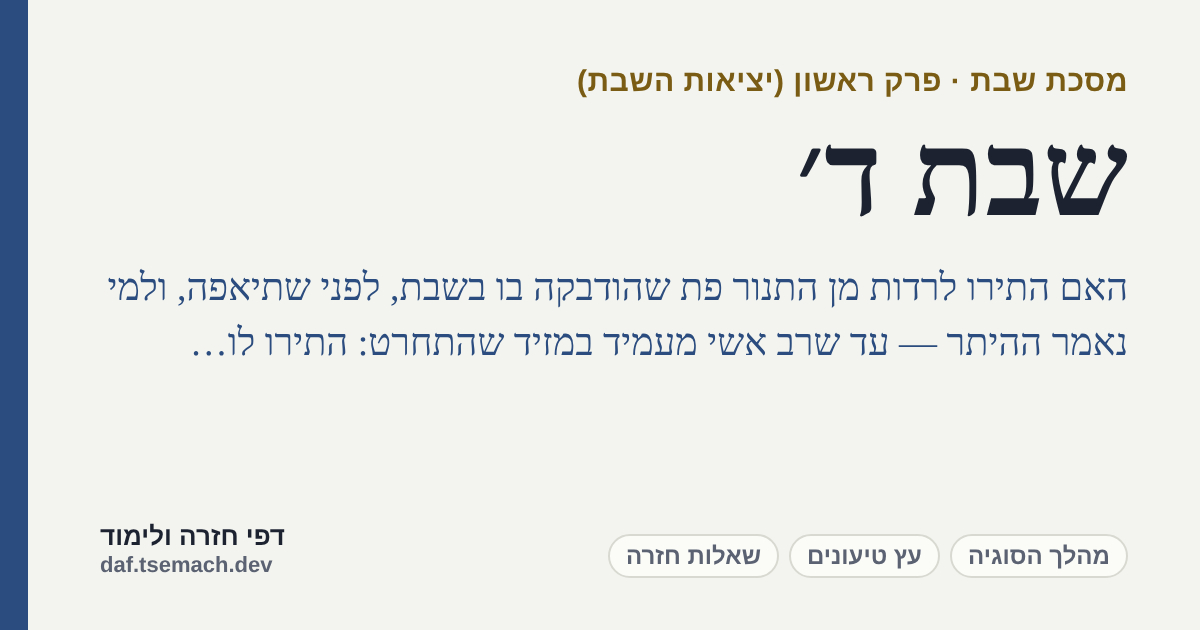 מסכת שבת · פרק ראשון (יציאות השבת)
שבת ד׳
האם התירו לרדות מן התנור פת שהודבקה בו בשבת, לפני שתיאפה, ולמי
נאמר ההיתר — עד שרב אשי מעמיד במזיד שהתחרט: התירו לו…
מהלך הסוגיה
עץ טיעונים
שאלות חזרה
דפי חזרה ולימוד
daf.tsemach.dev